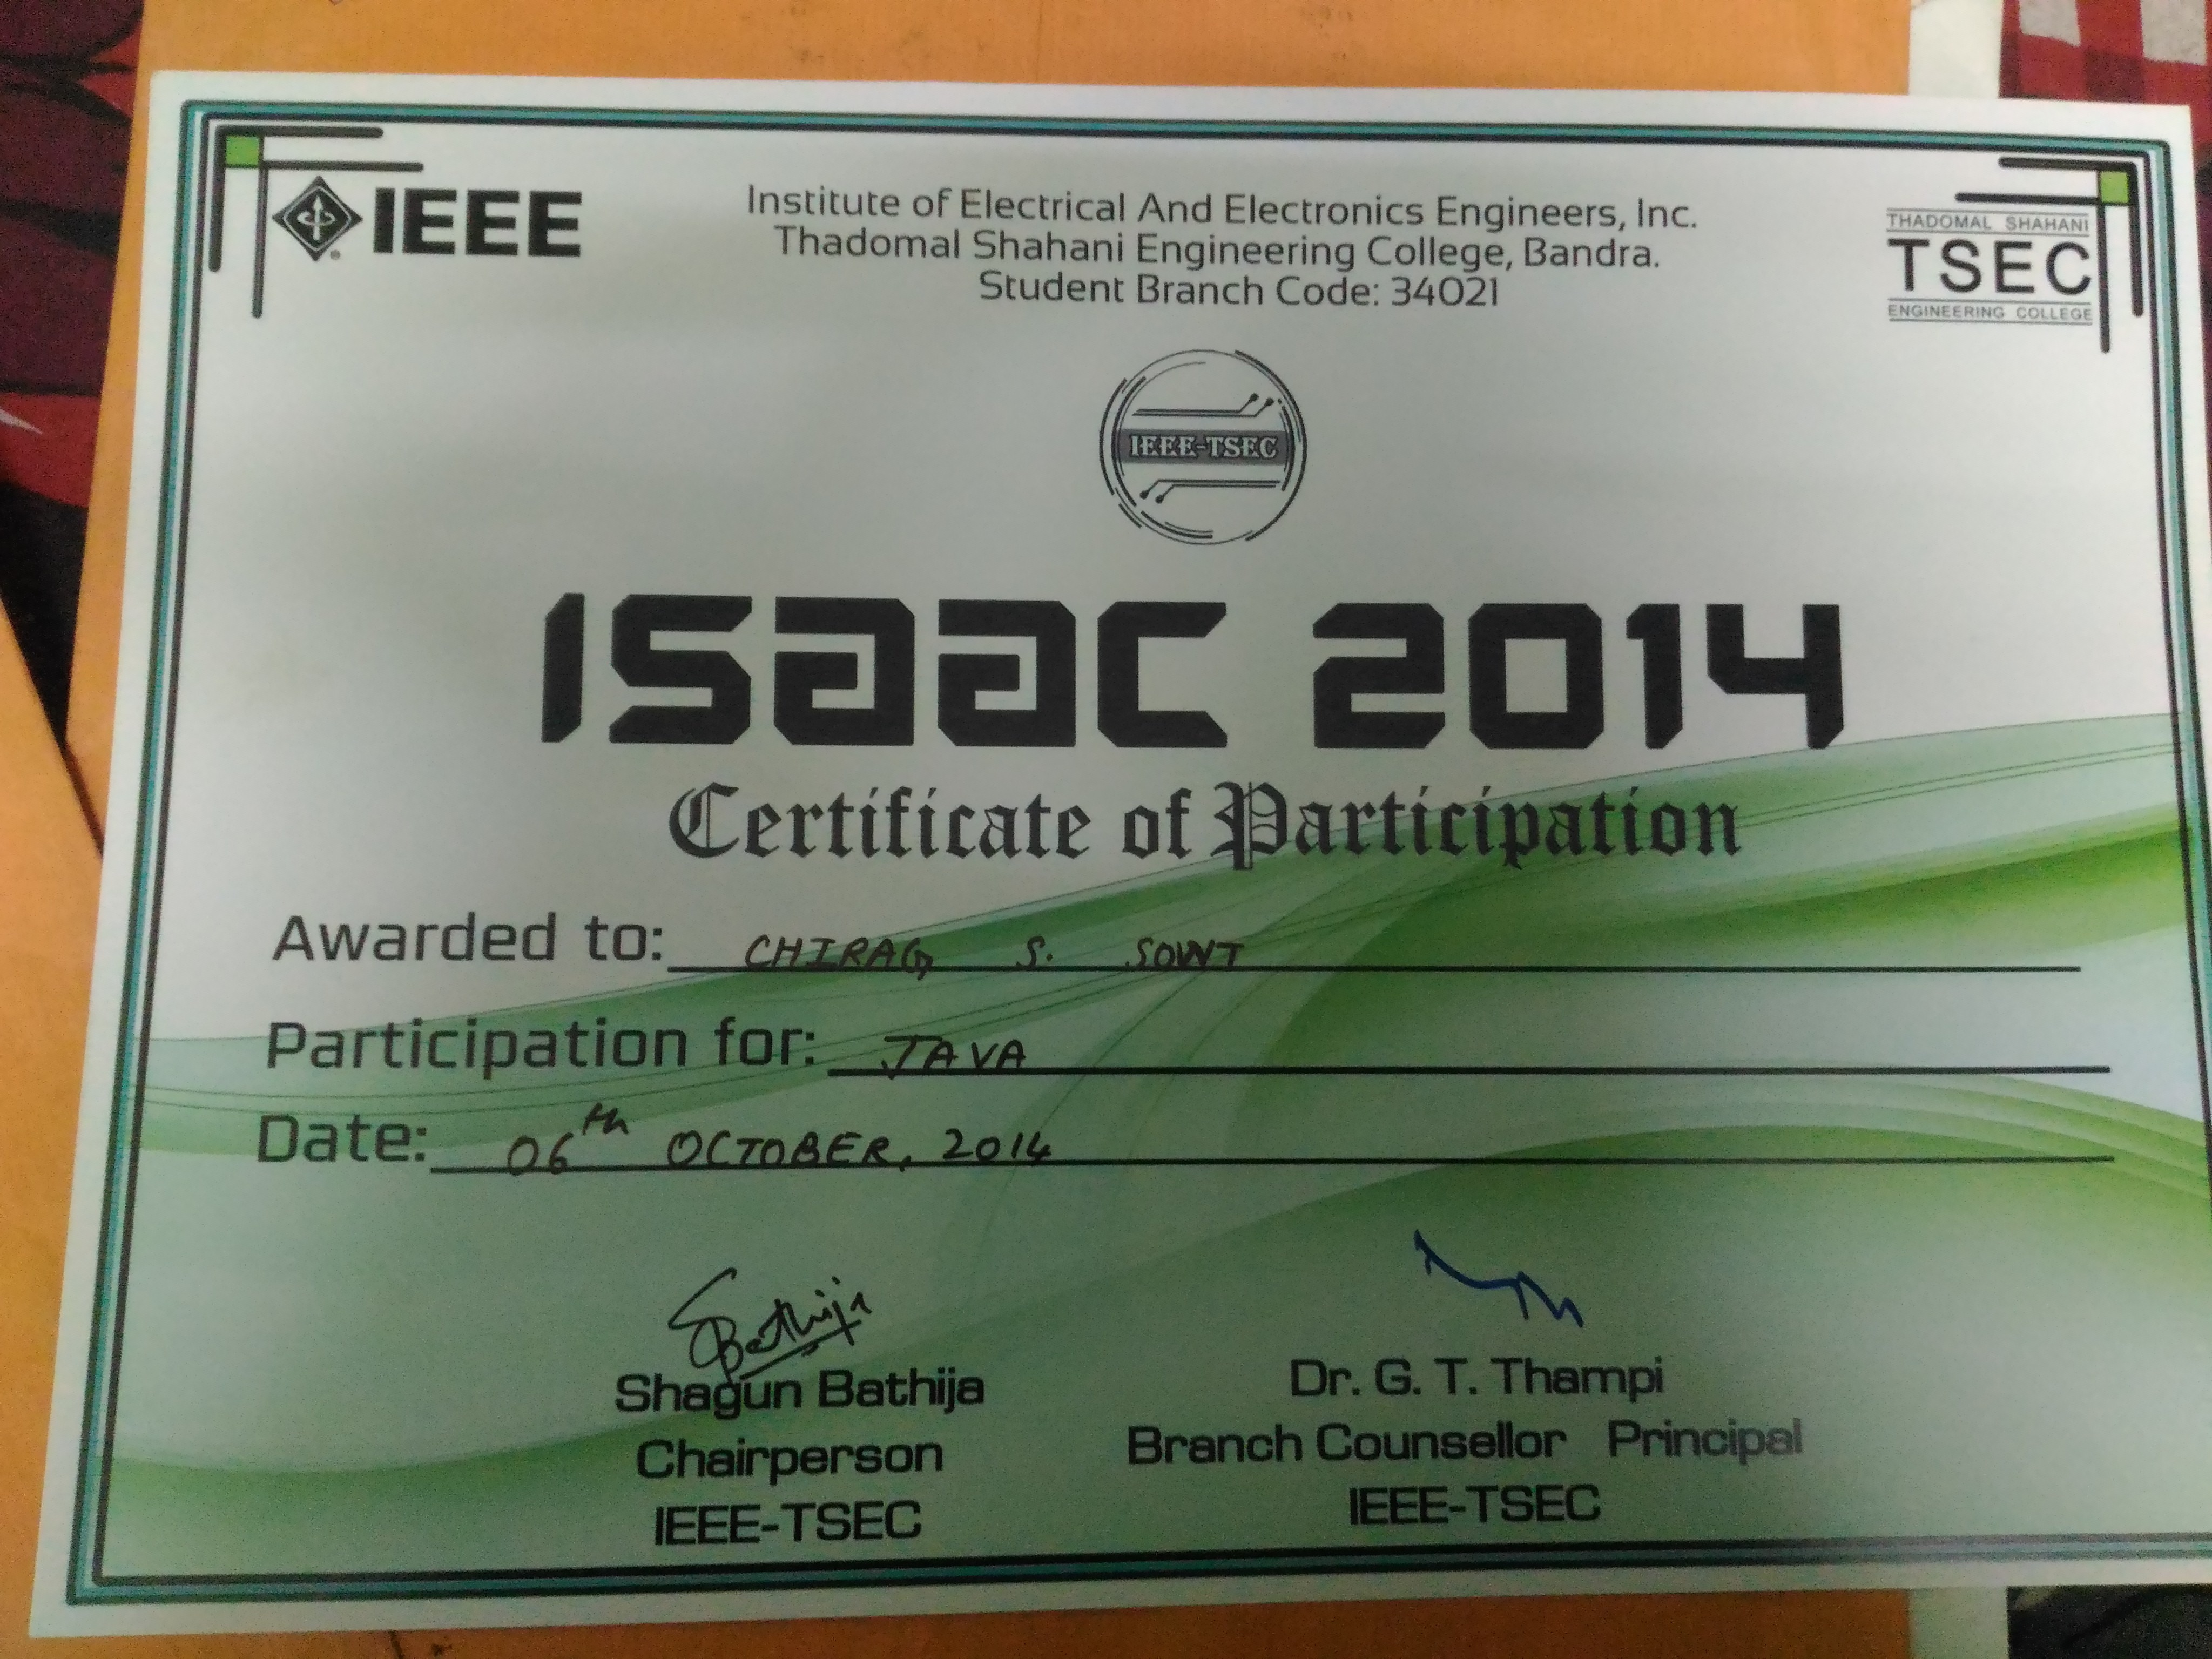 IEEE
Institute of Electrical And Electronics Engineers, Inc.
Thadomal Shahani Engineering College, Bandra.
Student Branch Code: 34021
THADOMAL SHAHANI
TSEC
ENGINEERING COLLEGE
IEEE-TSEC
ISAAC 2014
Certificate of Participation
Awarded to: CHIRAG S. SOWT
Participation for: JAVA
Date: 06th OCTOBER, 2014
SBathija
Shagun Bathija
Chairperson
IEEE-TSEC
Dr. G. T. Thampi
Branch Counsellor Principal
IEEE-TSEC